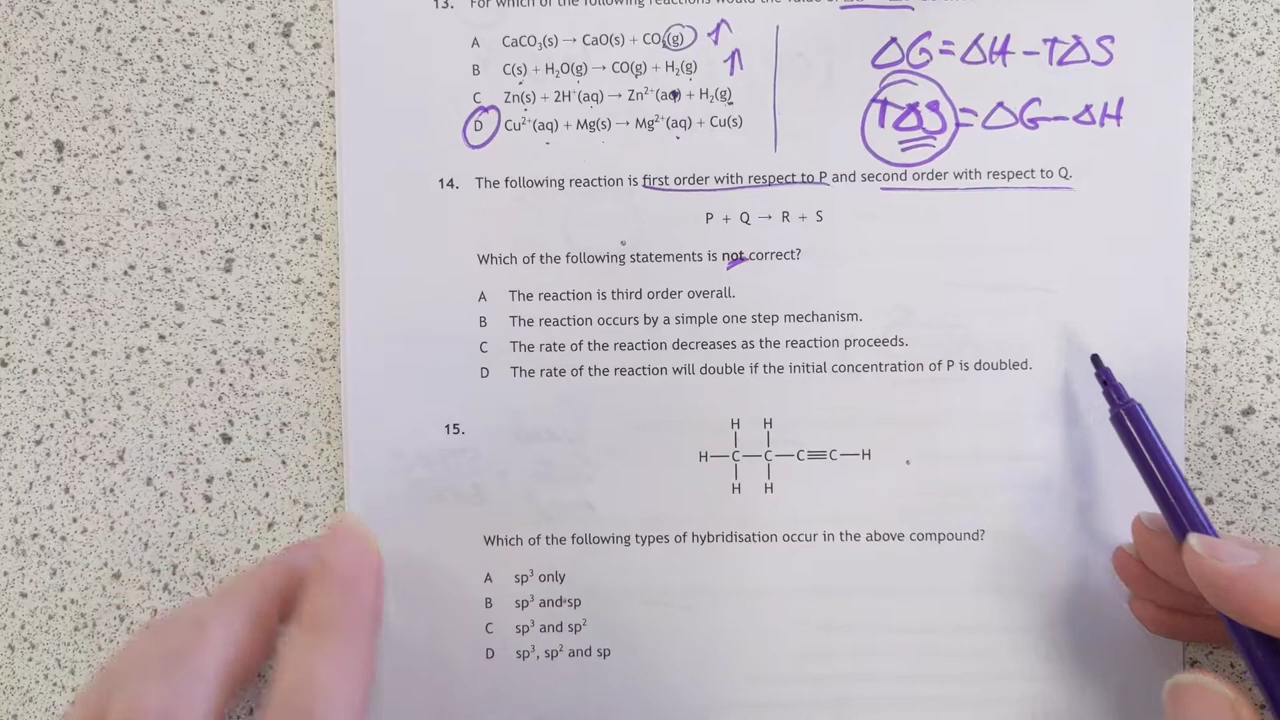 13. For which of the following reactions would the value of
A CaCO₃(s) → CaO(s) + CO₂(g)
B C(s) + H₂O(g) → CO(g) + H₂(g)
C Zn(s) + 2H⁺(aq) → Zn²⁺(aq) + H₂(g)
D Cu²⁺(aq) + Mg(s) → Mg²⁺(aq) + Cu(s)
ΔG = ΔH - TΔS
TΔS = ΔG - ΔH
14. The following reaction is first order with respect to P and second order with respect to Q.
P + Q → R + S
Which of the following statements is not correct?
A The reaction is third order overall.
B The reaction occurs by a simple one step mechanism.
C The rate of the reaction decreases as the reaction proceeds.
D The rate of the reaction will double if the initial concentration of P is doubled.
15.
H H
H—C—C—C≡C—H
H H
Which of the following types of hybridisation occur in the above compound?
A sp³ only
B sp³ and sp
C sp³ and sp²
D sp³, sp² and sp